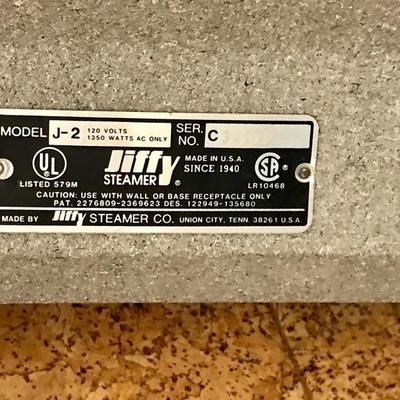 MODEL J-2 120 VOLTS 1350 WATTS AC ONLY SER. NO. C
UL LISTED 579M
Jiffy STEAMER®
MADE IN U.S.A.
SINCE 1940
SA LR10468
CAUTION: USE WITH WALL OR BASE RECEPTACLE ONLY
PAT. 2276809-2369623 DES. 122949-135680
MADE BY Jiffy STEAMER CO. UNION CITY, TENN. 38261 U.S.A.